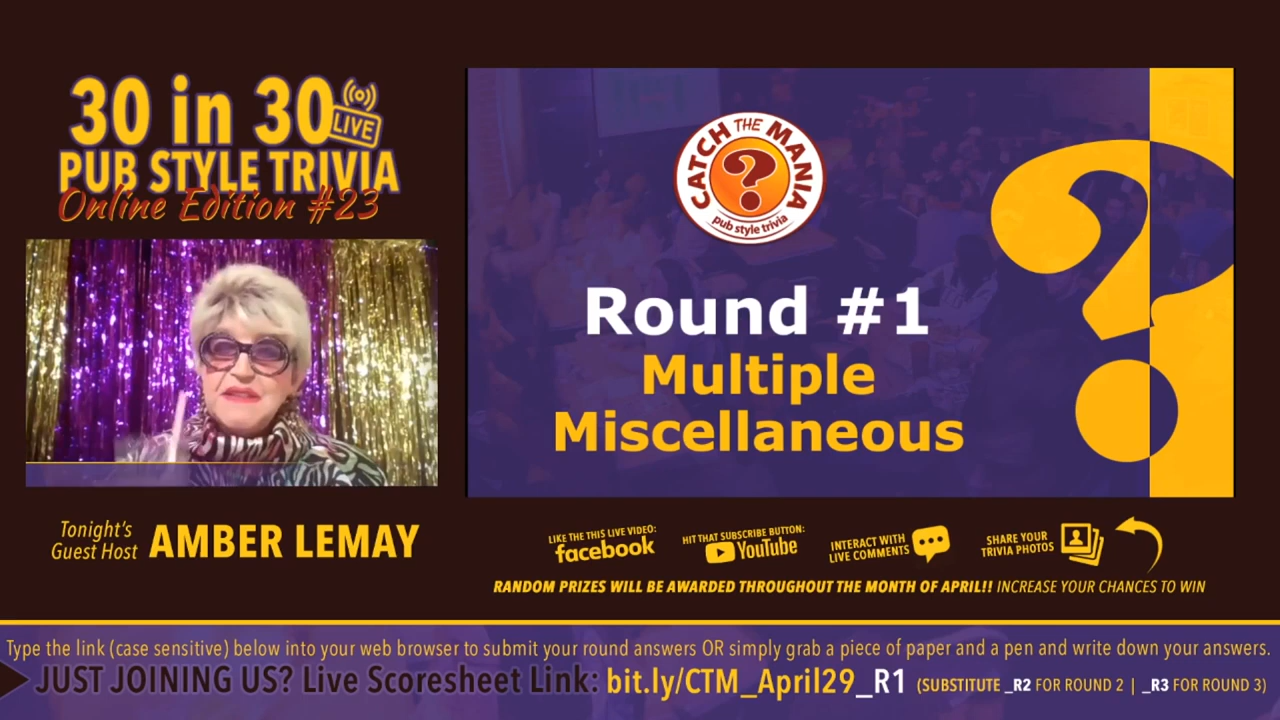 30 in 30
LIVE
PUB STYLE TRIVIA
Online Edition #23
CATCH THE MANIA
pub style trivia
Round #1
Multiple
Miscellaneous
Tonight's
Guest Host
AMBER LEMAY
LIKE THE THIS LIVE VIDEO:
facebook
HIT THAT SUBSCRIBE BUTTON:
YouTube
INTERACT WITH
LIVE COMMENTS
SHARE YOUR
TRIVIA PHOTOS
RANDOM PRIZES WILL BE AWARDED THROUGHOUT THE MONTH OF APRIL!! INCREASE YOUR CHANCES TO WIN
Type the link (case sensitive) below into your web browser to submit your round answers OR simply grab a piece of paper and a pen and write down your answers.
JUST JOINING US? Live Scoresheet Link: bit.ly/CTM_April29_R1 (SUBSTITUTE _R2 FOR ROUND 2 | _R3 FOR ROUND 3)